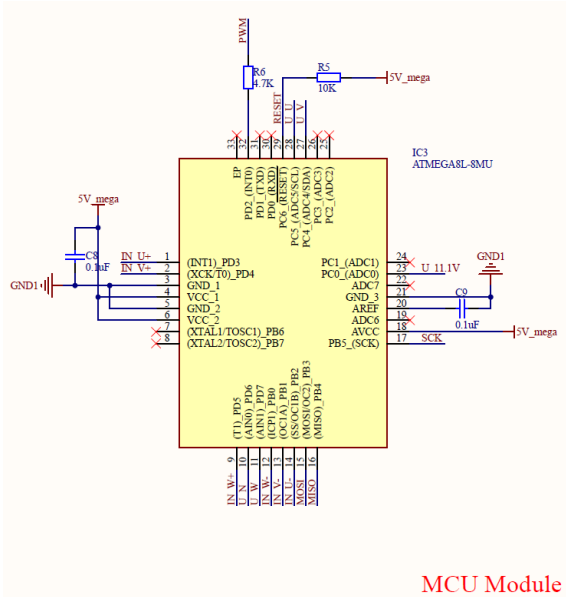 PWM
R6
4.7K
R5
10K
5V_mega
RESET
U_U
U_V
33
32
31
30
29
28
27
26
25
IC3
ATMEGA8L-8MU
EP
PD2_(INT0)
PD1_(TXD)
PD0_(RXD)
PC6_(RESET)
PC5_(ADC5/SCL)
PC4_(ADC4/SDA)
PC3_(ADC3)
PC2_(ADC2)
5V_mega
C8
0.1uF
GND1
IN_U+ 1 (INT1)_PD3
IN_V+ 2 (XCK/T0)_PD4
3 GND_1
4 VCC_1
5 GND_2
6 VCC_2
7 (XTAL1/TOSC1)_PB6
8 (XTAL2/TOSC2)_PB7
PC1_(ADC1) 24
PC0_(ADC0) 23 U_11.1V
ADC7 22
GND_3 21
AREF 20
ADC6 19
AVCC 18 5V_mega
PB5_(SCK) 17 SCK
GND1
C9
0.1uF
(T1)_PD5
(AIN0)_PD6
(AIN1)_PD7
(ICP1)_PB0
(OC1A)_PB1
(SS/OC1B)_PB2
(MOSI/OC2)_PB3
(MISO)_PB4
9
10
11
12
13
14
15
16
IN_W+
U_N
U_W
IN_W-
IN_V-
IN_U-
MOSI
MISO
MCU Module